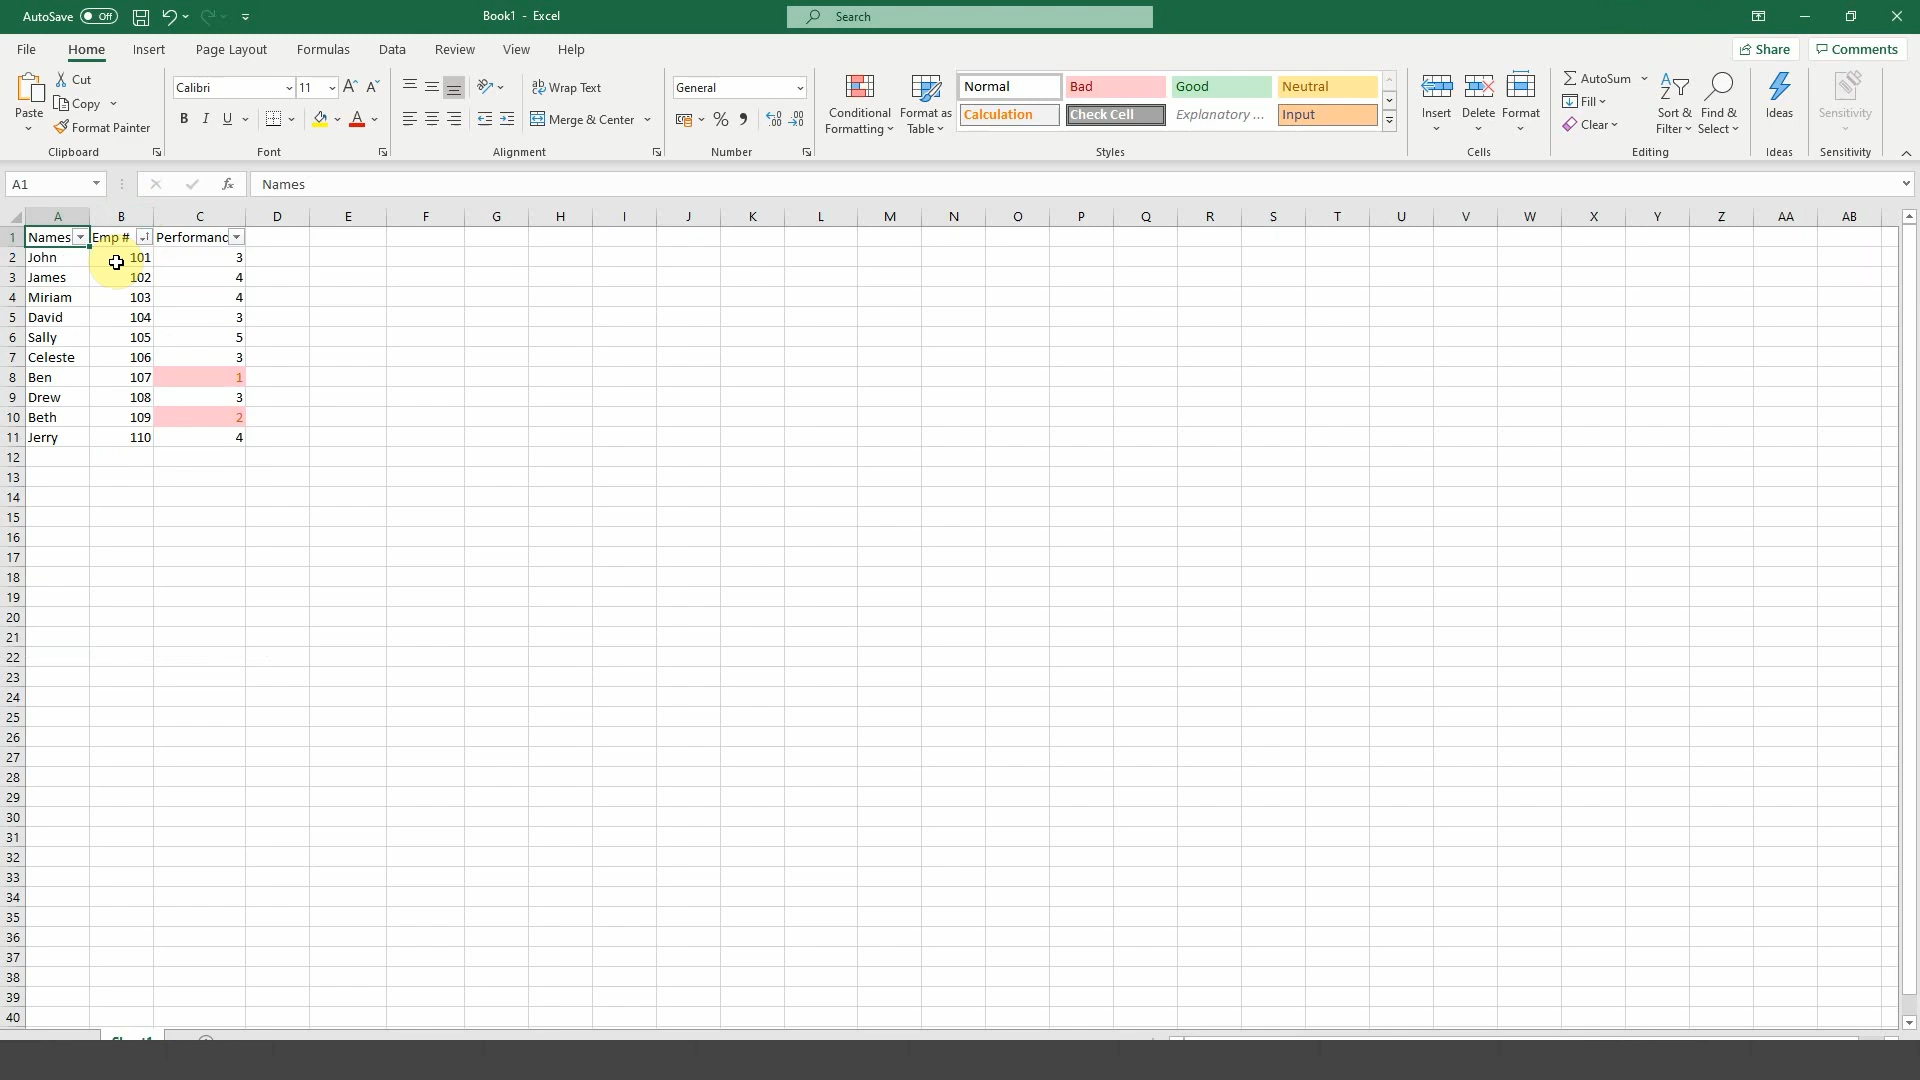 AutoSave Off Book1 - Excel Search
File Home Insert Page Layout Formulas Data Review View Help Share Comments
Paste Cut Copy Format Painter
Clipboard
Calibri 11
B I U A
Font
Wrap Text
Merge & Center
Alignment
General
% 9
Number
Conditional Formatting
Format as Table
Normal Bad Good Neutral
Calculation Check Cell Explanatory ... Input
Styles
Insert Delete Format
Cells
AutoSum
Fill
Clear
Sort & Filter
Find & Select
Editing
Ideas
Ideas
Sensitivity
Sensitivity
A1 fx Names
A B C D E F G H I J K L M N O P Q R S T U V W X Y Z AA AB
1 Names Emp # Performanc
2 John 101 3
3 James 102 4
4 Miriam 103 4
5 David 104 3
6 Sally 105 5
7 Celeste 106 3
8 Ben 107 1
9 Drew 108 3
10 Beth 109 2
11 Jerry 110 4
12
13
14
15
16
17
18
19
20
21
22
23
24
25
26
27
28
29
30
31
32
33
34
35
36
37
38
39
40